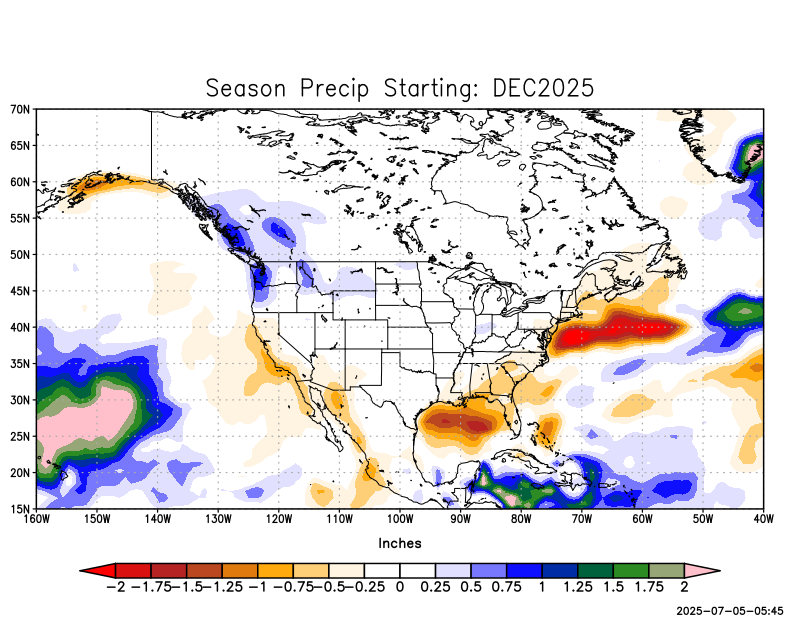 Season Precip Starting: DEC2025
70N
65N
60N
55N
50N
45N
40N
35N
30N
25N
20N
15N
160W 150W 140W 130W 120W 110W 100W 90W 80W 70W 60W 50W 40W
Inches
−2 −1.75−1.5−1.25 −1 −0.75−0.5−0.25 0 0.25 0.5 0.75 1 1.25 1.5 1.75 2
2025-07-05-05:45